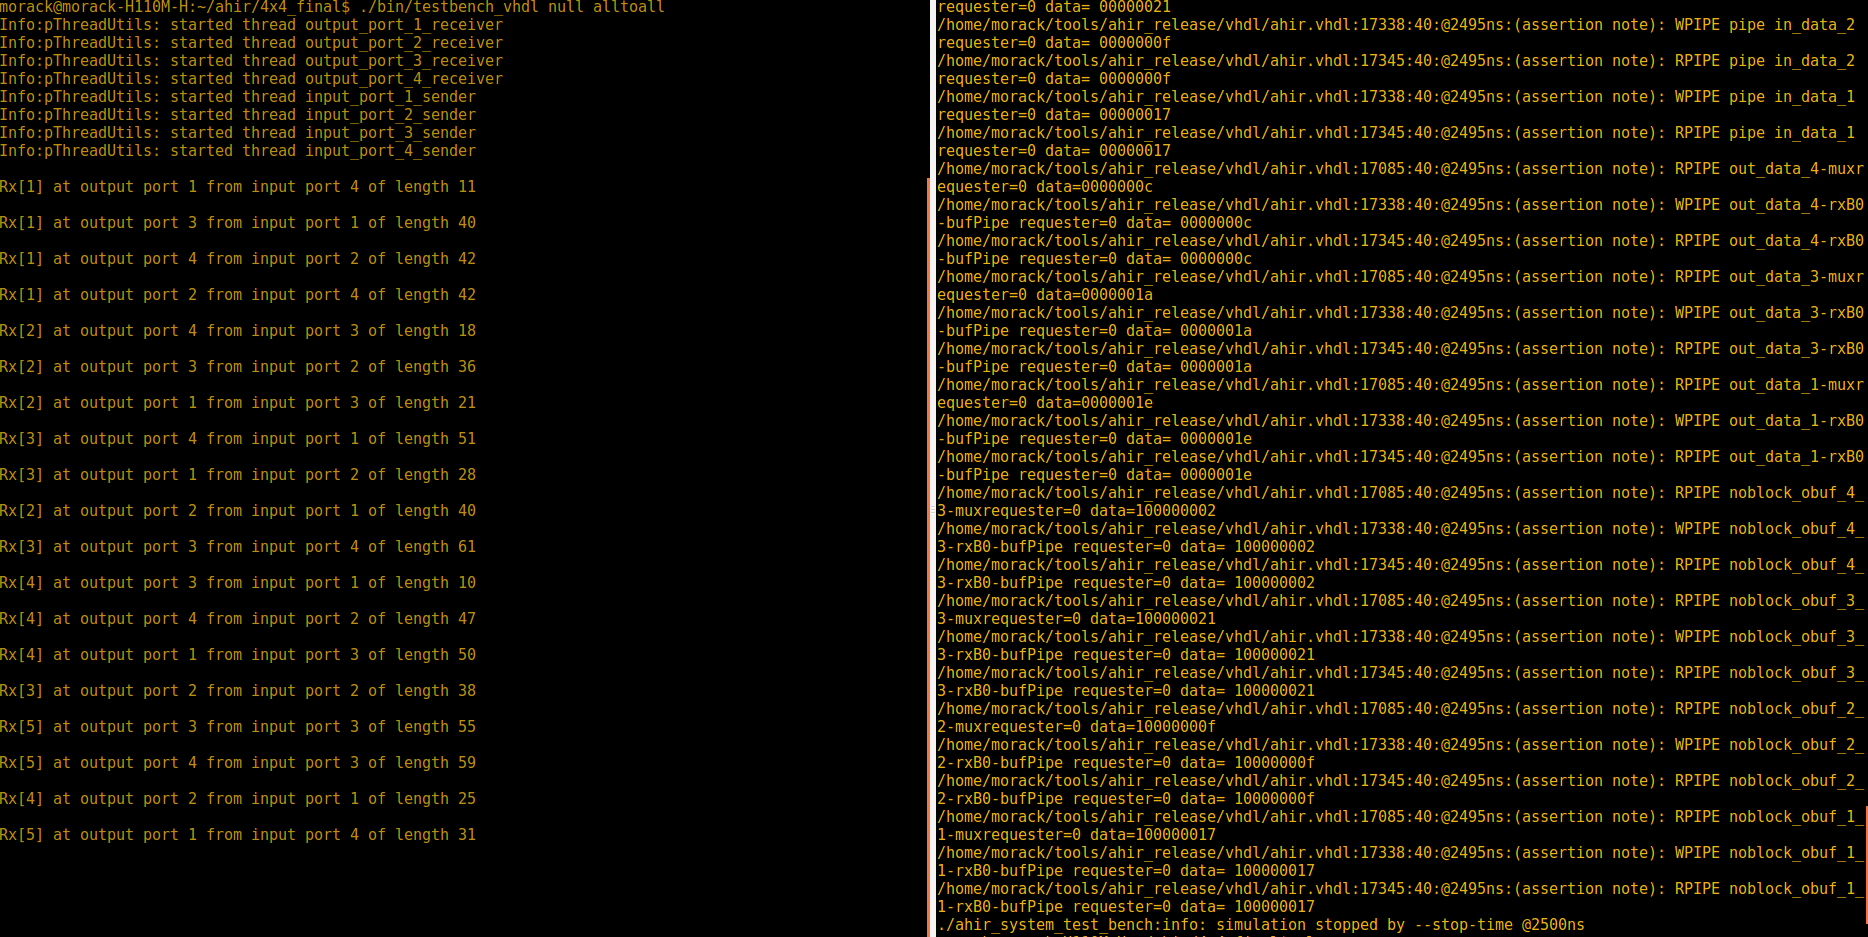 morack@morack-H110M-H:~/ahir/4x4_final$ ./bin/testbench_vhdl null alltoall
Info:pThreadUtils: started thread output_port_1_receiver
Info:pThreadUtils: started thread output_port_2_receiver
Info:pThreadUtils: started thread output_port_3_receiver
Info:pThreadUtils: started thread output_port_4_receiver
Info:pThreadUtils: started thread input_port_1_sender
Info:pThreadUtils: started thread input_port_2_sender
Info:pThreadUtils: started thread input_port_3_sender
Info:pThreadUtils: started thread input_port_4_sender
Rx[1] at output port 1 from input port 4 of length 11
Rx[1] at output port 3 from input port 1 of length 40
Rx[1] at output port 4 from input port 2 of length 42
Rx[1] at output port 2 from input port 4 of length 42
Rx[2] at output port 4 from input port 3 of length 18
Rx[2] at output port 3 from input port 2 of length 36
Rx[2] at output port 1 from input port 3 of length 21
Rx[3] at output port 4 from input port 1 of length 51
Rx[3] at output port 1 from input port 2 of length 28
Rx[2] at output port 2 from input port 1 of length 40
Rx[3] at output port 3 from input port 4 of length 61
Rx[4] at output port 3 from input port 1 of length 10
Rx[4] at output port 4 from input port 2 of length 47
Rx[4] at output port 1 from input port 3 of length 50
Rx[3] at output port 2 from input port 2 of length 38
Rx[5] at output port 3 from input port 3 of length 55
Rx[5] at output port 4 from input port 3 of length 59
Rx[4] at output port 2 from input port 1 of length 25
Rx[5] at output port 1 from input port 4 of length 31
requester=0 data= 00000021
/home/morack/tools/ahir_release/vhdl/ahir.vhdl:17338:40:@2495ns:(assertion note): WPIPE pipe in_data_2
requester=0 data= 0000000f
/home/morack/tools/ahir_release/vhdl/ahir.vhdl:17345:40:@2495ns:(assertion note): RPIPE pipe in_data_2
requester=0 data= 0000000f
/home/morack/tools/ahir_release/vhdl/ahir.vhdl:17338:40:@2495ns:(assertion note): WPIPE pipe in_data_1
requester=0 data= 00000017
/home/morack/tools/ahir_release/vhdl/ahir.vhdl:17345:40:@2495ns:(assertion note): RPIPE pipe in_data_1
requester=0 data= 00000017
/home/morack/tools/ahir_release/vhdl/ahir.vhdl:17085:40:@2495ns:(assertion note): RPIPE out_data_4-muxr
equester=0 data=0000000c
/home/morack/tools/ahir_release/vhdl/ahir.vhdl:17338:40:@2495ns:(assertion note): WPIPE out_data_4-rxB0
-bufPipe requester=0 data= 0000000c
/home/morack/tools/ahir_release/vhdl/ahir.vhdl:17345:40:@2495ns:(assertion note): RPIPE out_data_4-rxB0
-bufPipe requester=0 data= 0000000c
/home/morack/tools/ahir_release/vhdl/ahir.vhdl:17085:40:@2495ns:(assertion note): RPIPE out_data_3-muxr
equester=0 data=0000001a
/home/morack/tools/ahir_release/vhdl/ahir.vhdl:17338:40:@2495ns:(assertion note): WPIPE out_data_3-rxB0
-bufPipe requester=0 data= 0000001a
/home/morack/tools/ahir_release/vhdl/ahir.vhdl:17345:40:@2495ns:(assertion note): RPIPE out_data_3-rxB0
-bufPipe requester=0 data= 0000001a
/home/morack/tools/ahir_release/vhdl/ahir.vhdl:17085:40:@2495ns:(assertion note): RPIPE out_data_1-muxr
equester=0 data=0000001e
/home/morack/tools/ahir_release/vhdl/ahir.vhdl:17338:40:@2495ns:(assertion note): WPIPE out_data_1-rxB0
-bufPipe requester=0 data= 0000001e
/home/morack/tools/ahir_release/vhdl/ahir.vhdl:17345:40:@2495ns:(assertion note): RPIPE out_data_1-rxB0
-bufPipe requester=0 data= 0000001e
/home/morack/tools/ahir_release/vhdl/ahir.vhdl:17085:40:@2495ns:(assertion note): RPIPE noblock_obuf_4_
3-muxrequester=0 data=100000002
/home/morack/tools/ahir_release/vhdl/ahir.vhdl:17338:40:@2495ns:(assertion note): WPIPE noblock_obuf_4_
3-rxB0-bufPipe requester=0 data= 100000002
/home/morack/tools/ahir_release/vhdl/ahir.vhdl:17345:40:@2495ns:(assertion note): RPIPE noblock_obuf_4_
3-rxB0-bufPipe requester=0 data= 100000002
/home/morack/tools/ahir_release/vhdl/ahir.vhdl:17085:40:@2495ns:(assertion note): RPIPE noblock_obuf_3_
3-muxrequester=0 data=100000021
/home/morack/tools/ahir_release/vhdl/ahir.vhdl:17338:40:@2495ns:(assertion note): WPIPE noblock_obuf_3_
3-rxB0-bufPipe requester=0 data= 100000021
/home/morack/tools/ahir_release/vhdl/ahir.vhdl:17345:40:@2495ns:(assertion note): RPIPE noblock_obuf_3_
3-rxB0-bufPipe requester=0 data= 100000021
/home/morack/tools/ahir_release/vhdl/ahir.vhdl:17085:40:@2495ns:(assertion note): RPIPE noblock_obuf_2_
2-muxrequester=0 data=10000000f
/home/morack/tools/ahir_release/vhdl/ahir.vhdl:17338:40:@2495ns:(assertion note): WPIPE noblock_obuf_2_
2-rxB0-bufPipe requester=0 data= 10000000f
/home/morack/tools/ahir_release/vhdl/ahir.vhdl:17345:40:@2495ns:(assertion note): RPIPE noblock_obuf_2_
2-rxB0-bufPipe requester=0 data= 10000000f
/home/morack/tools/ahir_release/vhdl/ahir.vhdl:17085:40:@2495ns:(assertion note): RPIPE noblock_obuf_1_
1-muxrequester=0 data=100000017
/home/morack/tools/ahir_release/vhdl/ahir.vhdl:17338:40:@2495ns:(assertion note): WPIPE noblock_obuf_1_
1-rxB0-bufPipe requester=0 data= 100000017
/home/morack/tools/ahir_release/vhdl/ahir.vhdl:17345:40:@2495ns:(assertion note): RPIPE noblock_obuf_1_
1-rxB0-bufPipe requester=0 data= 100000017
./ahir_system_test_bench:info: simulation stopped by --stop-time @2500ns